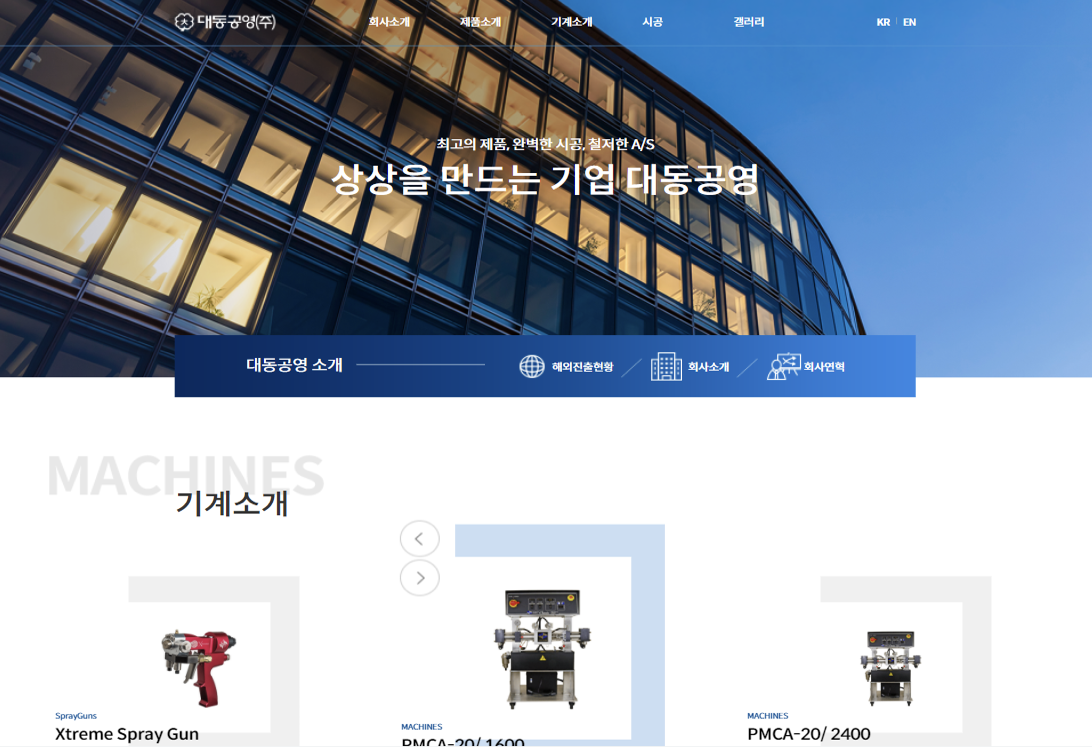 대동공영(주)
회사소개 제품소개 기계소개 시공 갤러리 KR EN
최고의 제품, 완벽한 시공, 철저한 A/S
상상을 만드는 기업 대동공영
대동공영 소개 해외진출현황 회사소개 회사연혁
MACHINES
기계소개
SprayGuns
Xtreme Spray Gun
MACHINES
PMCA-20/ 1600
MACHINES
PMCA-20/ 2400